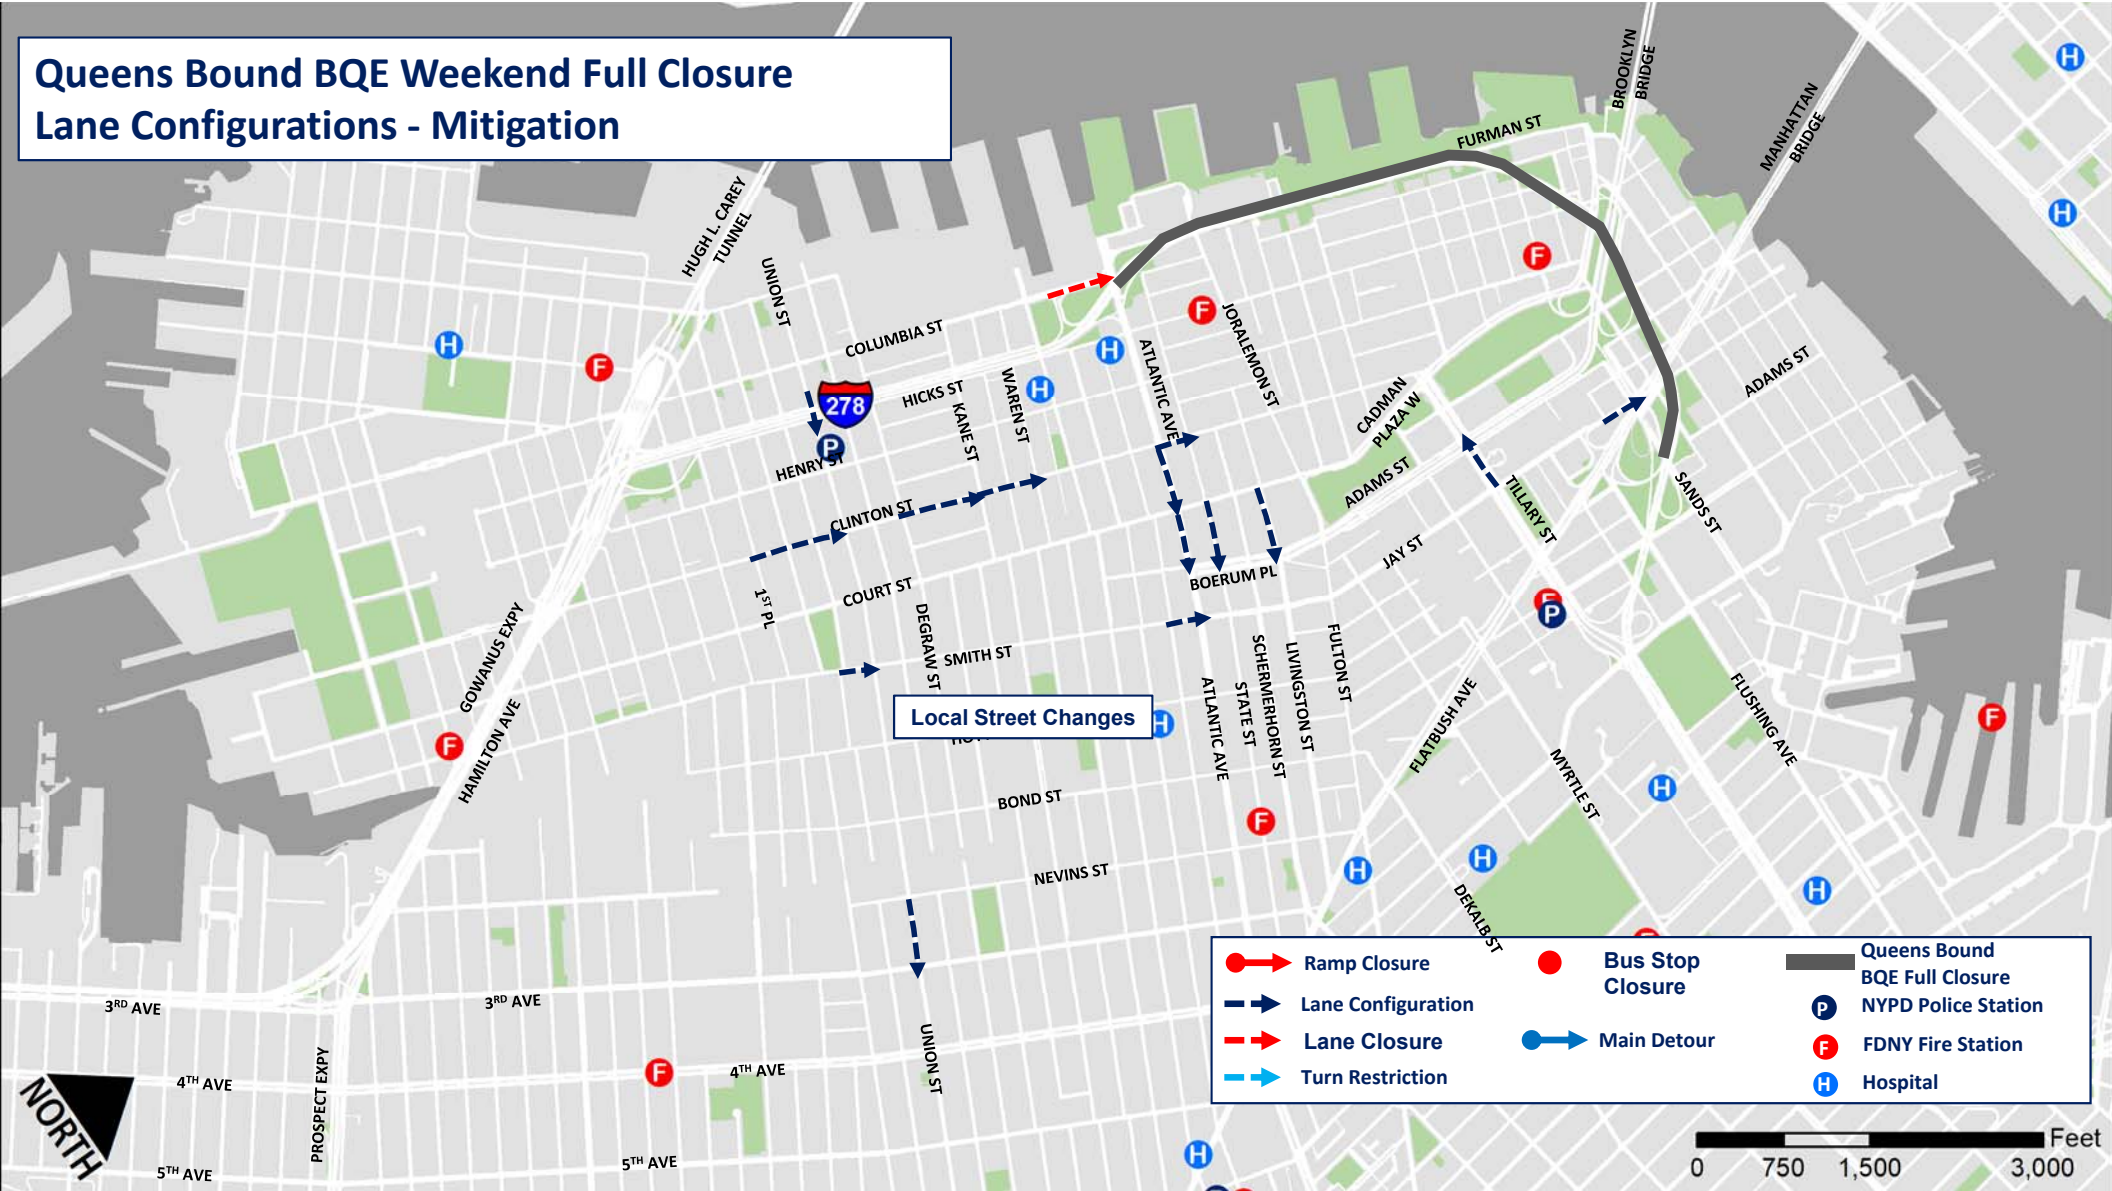 Queens Bound BQE Weekend Full Closure
Lane Configurations - Mitigation
BROOKLYN
BRIDGE
MANHATTAN
BRIDGE
FURMAN ST
HUGH L. CAREY
TUNNEL
UNION ST
COLUMBIA ST
278
HICKS ST
KANE ST
WAREN ST
ATLANTIC AVE
JORALEMON ST
CADMAN
PLAZA W
ADAMS ST
ADAMS ST
HENRY ST
CLINTON ST
TILLARY ST
SANDS ST
JAY ST
BOERUM PL
1ST PL
COURT ST
DEGRAW ST
SMITH ST
GOWANUS EXPY
HAMILTON AVE
Local Street Changes
ATLANTIC AVE
STATE ST
SCHERMERHORN ST
LIVINGSTON ST
FULTON ST
FLATBUSH AVE
MYRTLE ST
FLUSHING AVE
BOND ST
NEVINS ST
DEKALB ST
UNION ST
3RD AVE
3RD AVE
4TH AVE
4TH AVE
5TH AVE
5TH AVE
PROSPECT EXPY
NORTH
H
H
H
H
H
H
H
H
H
H
H
F
F
F
F
F
F
F
F
P
P
Ramp Closure
Lane Configuration
Lane Closure
Turn Restriction
Bus Stop
Closure
Main Detour
Queens Bound
BQE Full Closure
P NYPD Police Station
F FDNY Fire Station
H Hospital
Feet
0 750 1,500 3,000